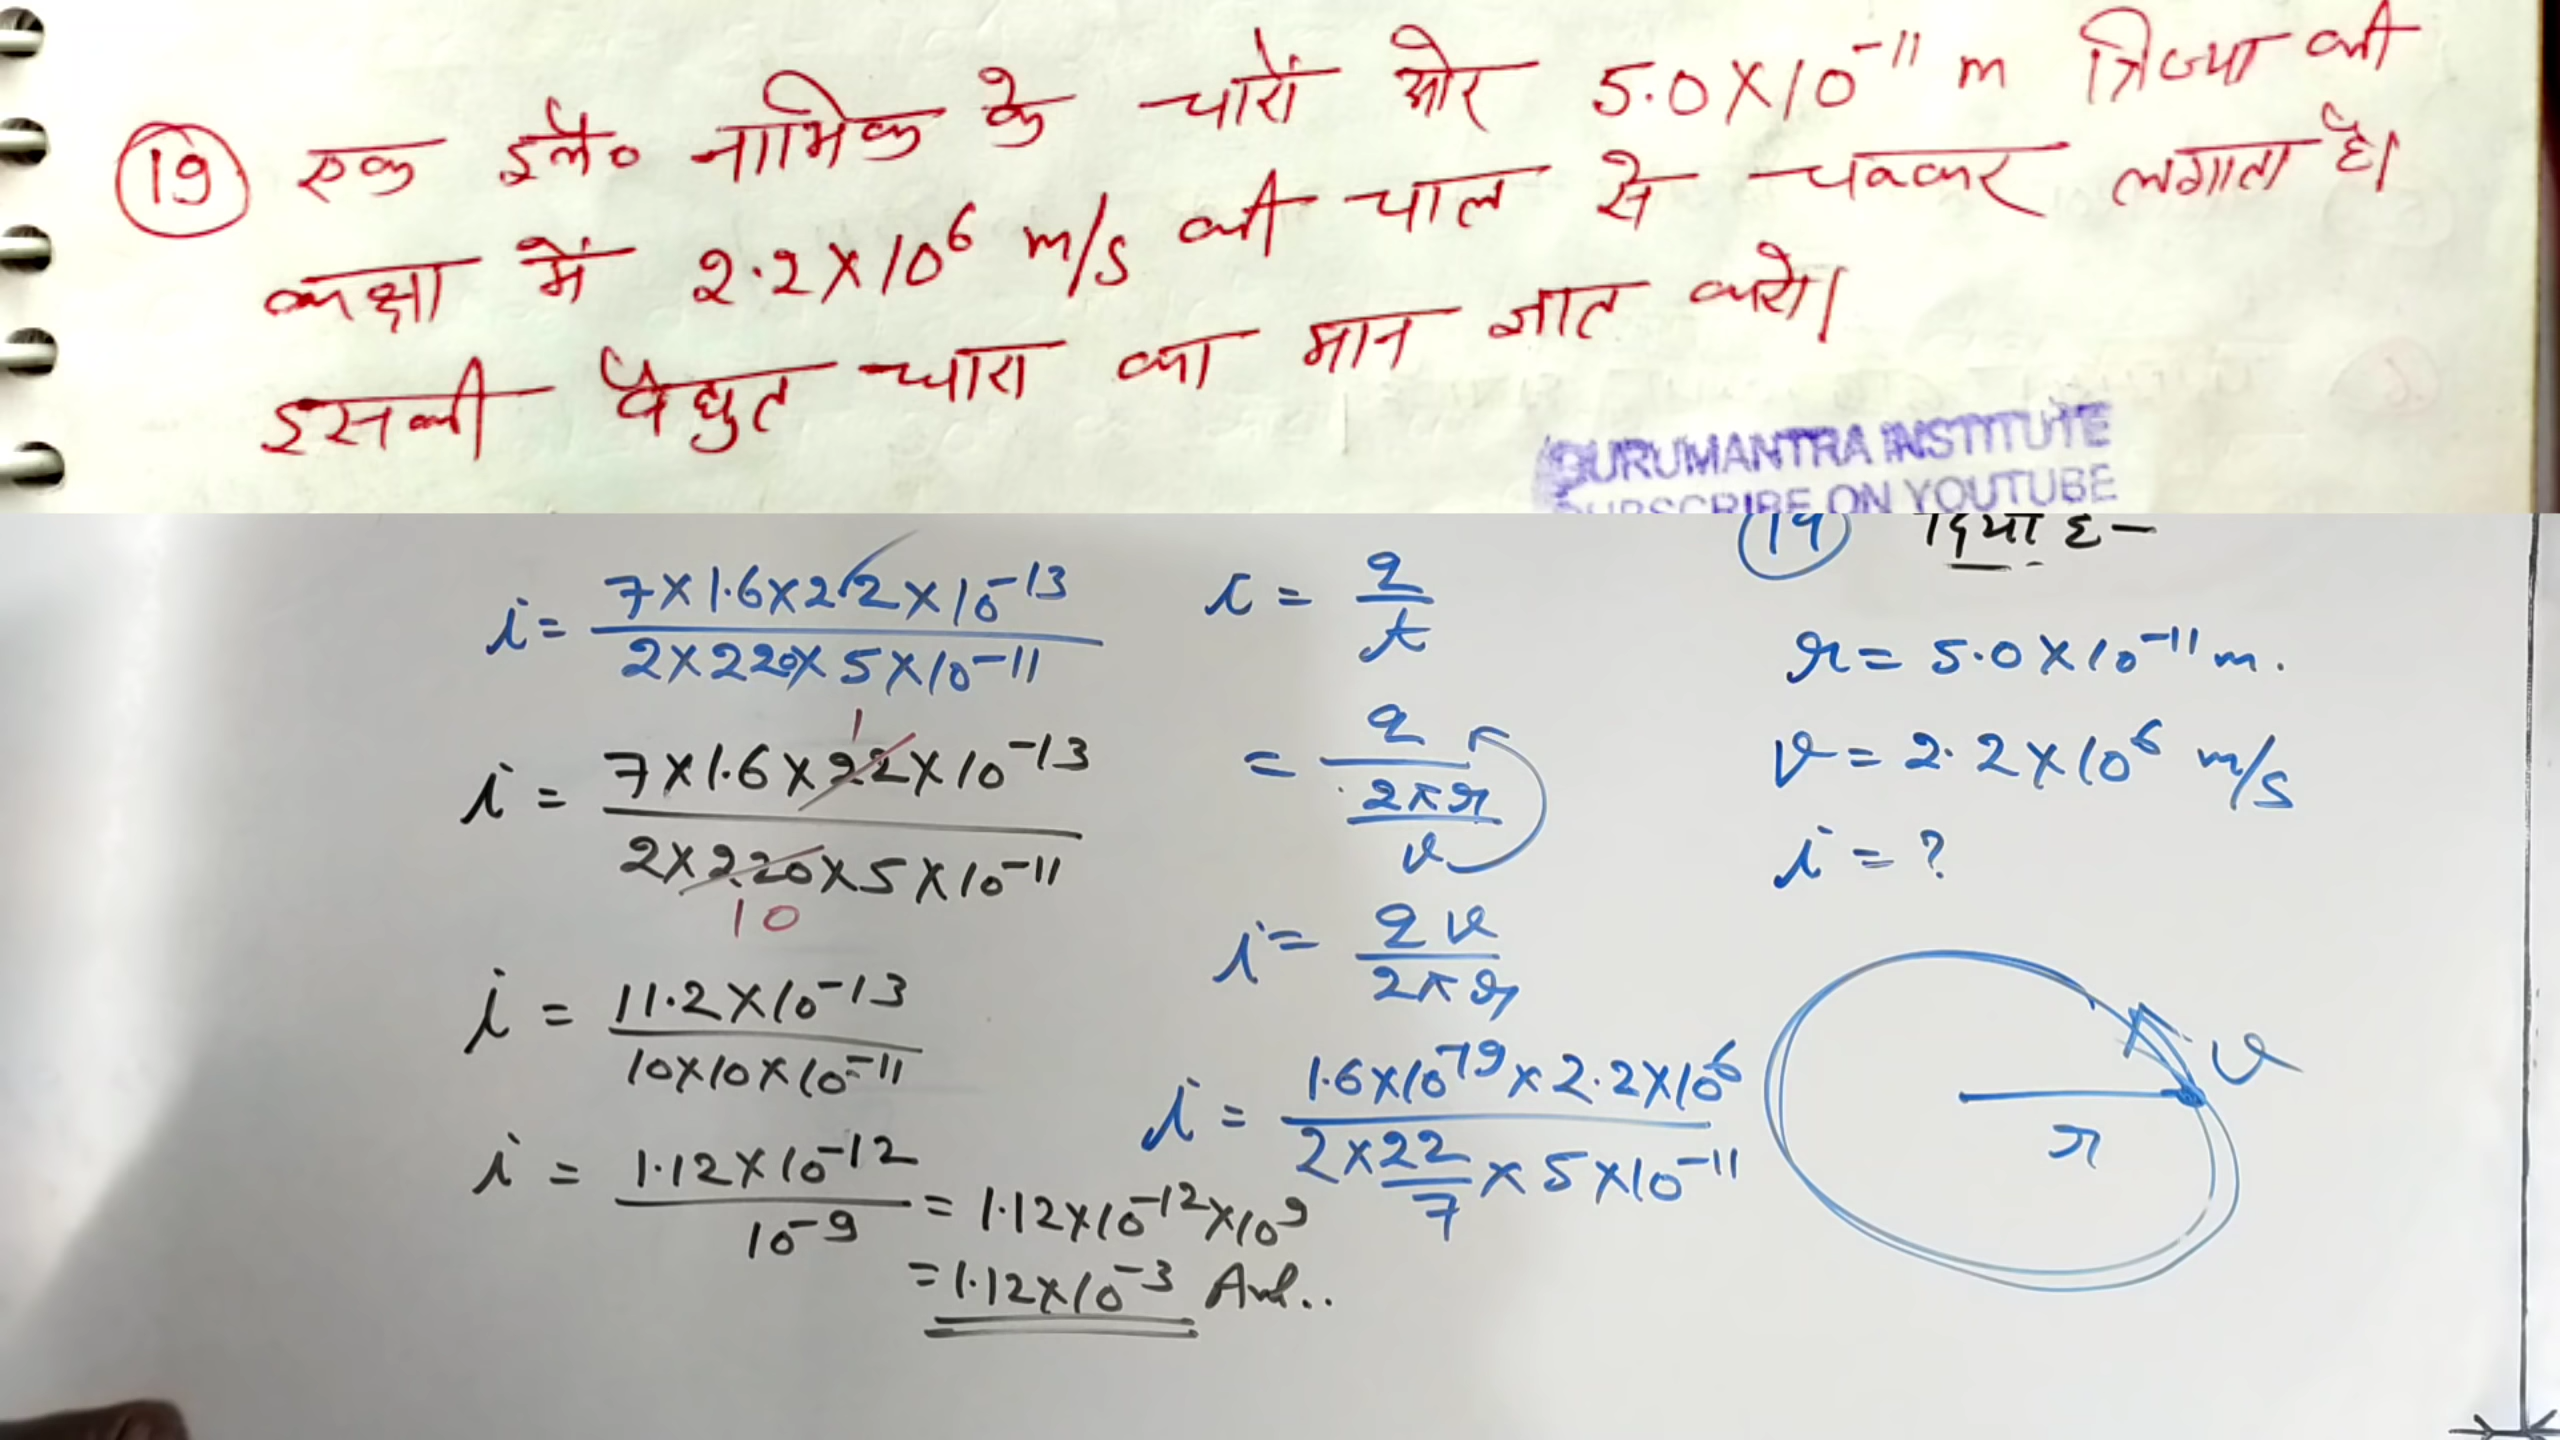 (19) एक इलै० नाभिक के चारों ओर 5.0×10⁻¹¹ m त्रिज्या की
कक्षा में 2.2×10⁶ m/s की चाल से चक्कर लगाता है।
इसकी वैद्युत धारा का मान ज्ञात करो।
GURUMANTRA INSTITUTE
SUBSCRIBE ON YOUTUBE
(19) दिया है–
r = 5.0×10⁻¹¹ m.
v = 2.2×10⁶ m/s
i = ?
v
r
i = q/t
= q/(2πr/v)
i = qv/2πr
i = (1.6×10⁻¹⁹×2.2×10⁶)/(2×22/7×5×10⁻¹¹)
i = (7×1.6×22×10⁻¹³)/(2×220×5×10⁻¹¹)
1
i = (7×1.6×22×10⁻¹³)/(2×220×5×10⁻¹¹)
10
i = (11.2×10⁻¹³)/(10×10×10⁻¹¹)
i = (1.12×10⁻¹²)/10⁻⁹ = 1.12×10⁻¹²×10⁹
= 1.12×10⁻³ Ans..